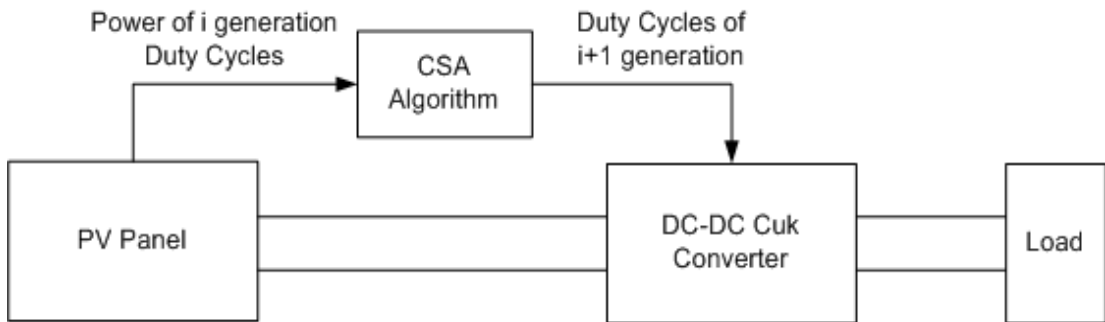 Power of i generation
Duty Cycles
CSA
Algorithm
Duty Cycles of
i+1 generation
PV Panel
DC-DC Cuk
Converter
Load